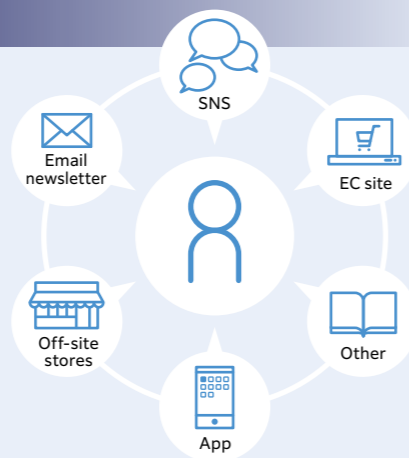 SNS
Email
newsletter
EC site
Off-site
stores
Other
App